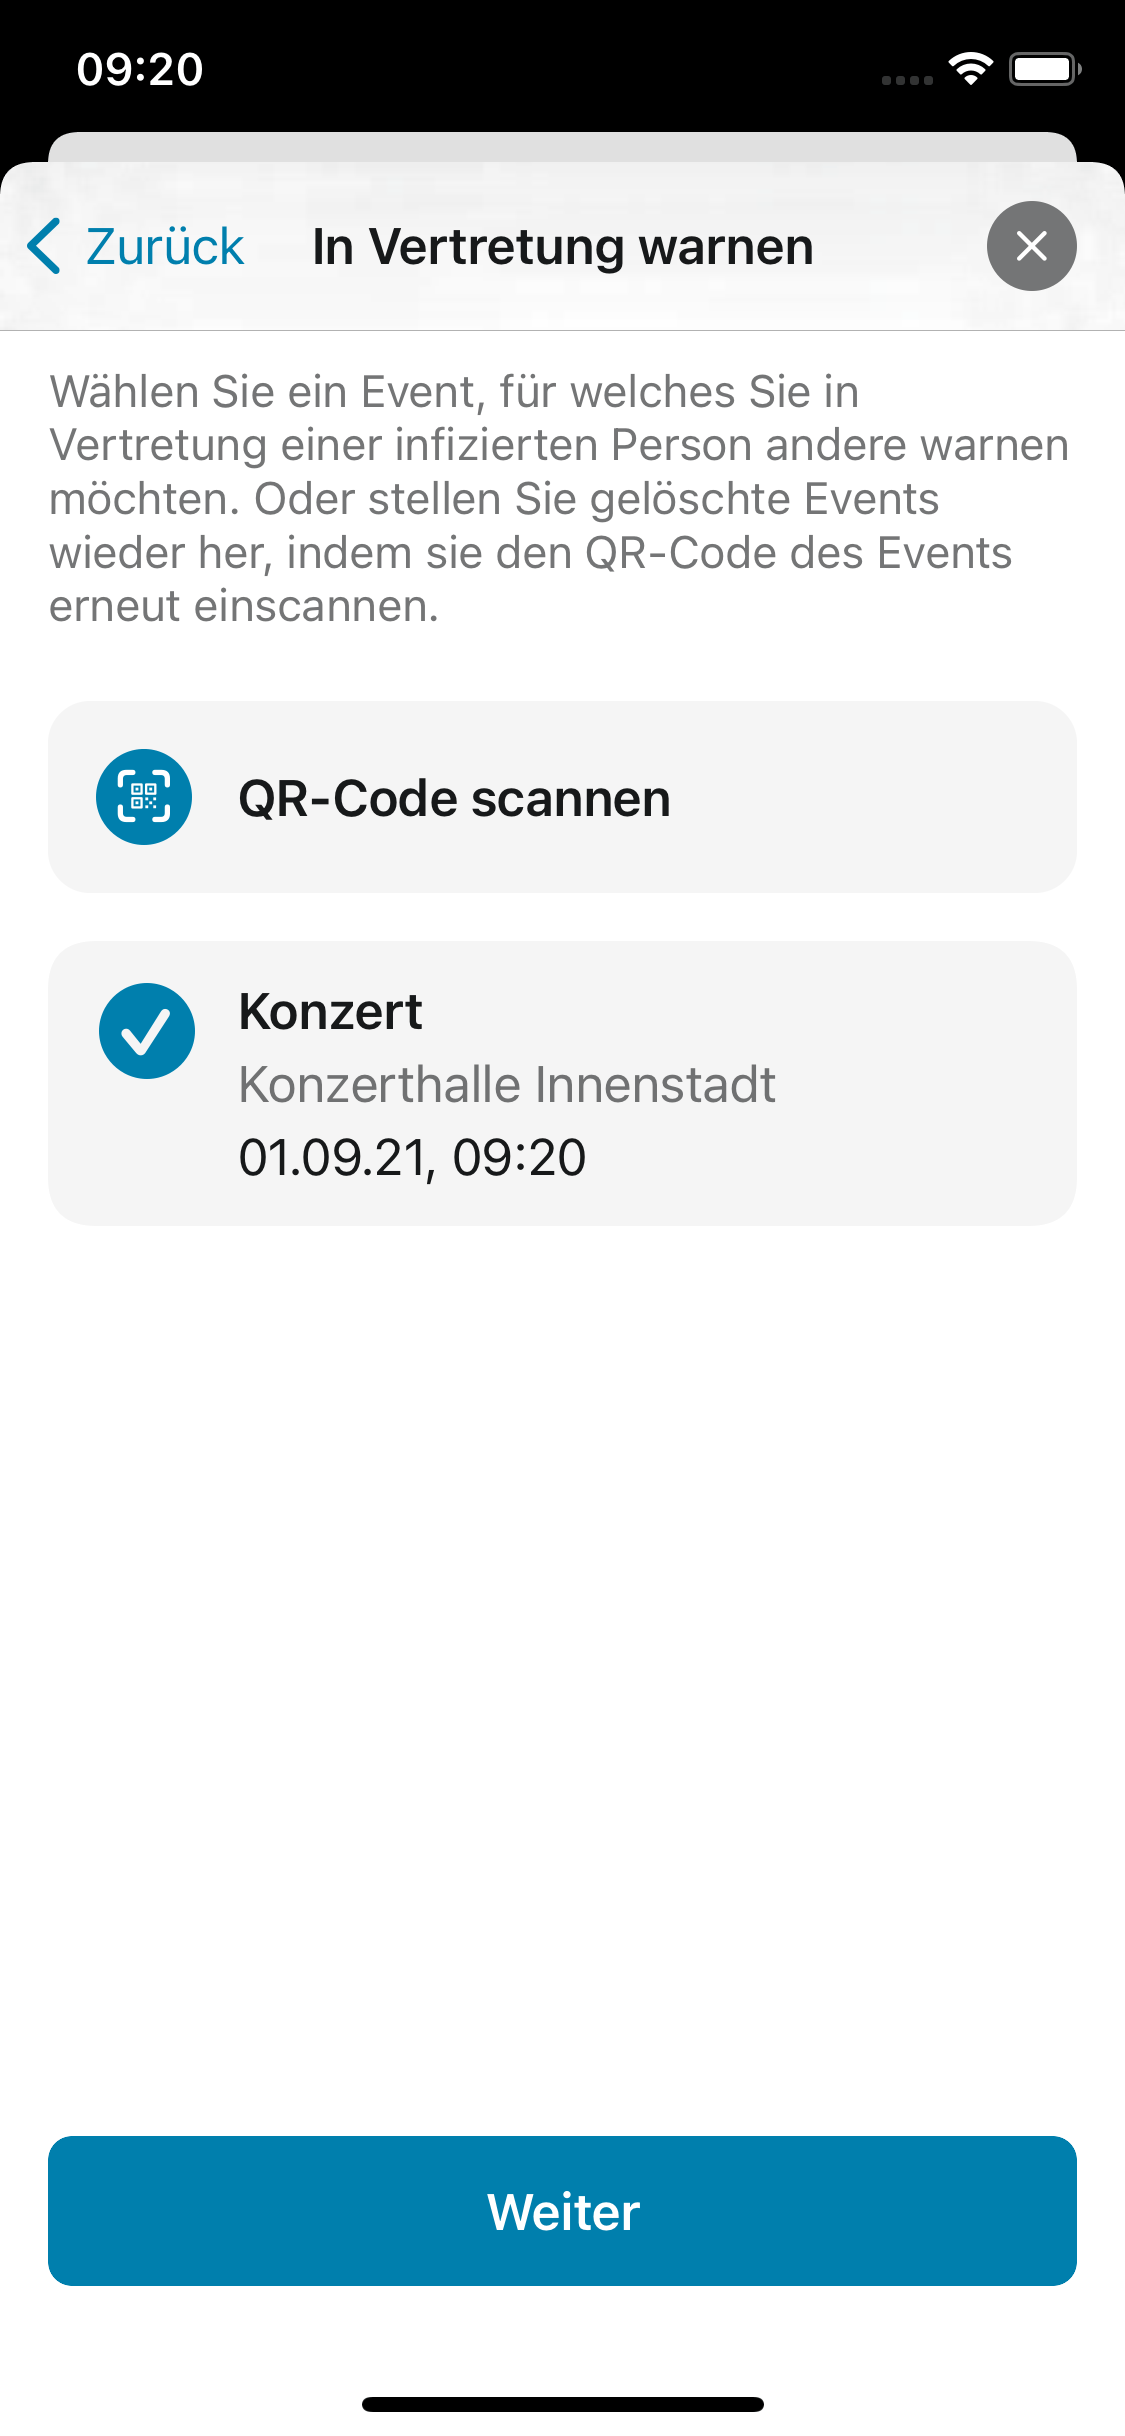 09:20
Zurück
In Vertretung warnen
Wählen Sie ein Event, für welches Sie in
Vertretung einer infizierten Person andere warnen
möchten. Oder stellen Sie gelöschte Events
wieder her, indem sie den QR-Code des Events
erneut einscannen.
QR-Code scannen
Konzert
Konzerthalle Innenstadt
01.09.21, 09:20
Weiter